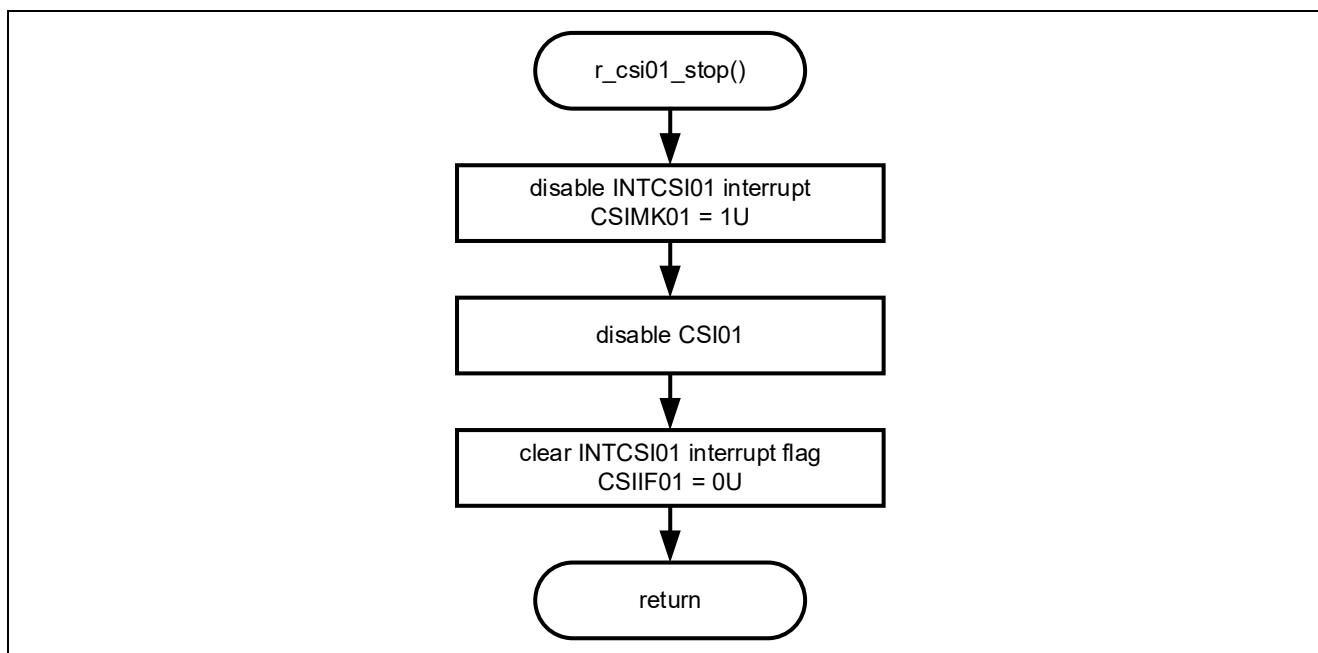 r_csi01_stop()
disable INTCSI01 interrupt
CSIMK01 = 1U
disable CSI01
clear INTCSI01 interrupt flag
CSIIF01 = 0U
return